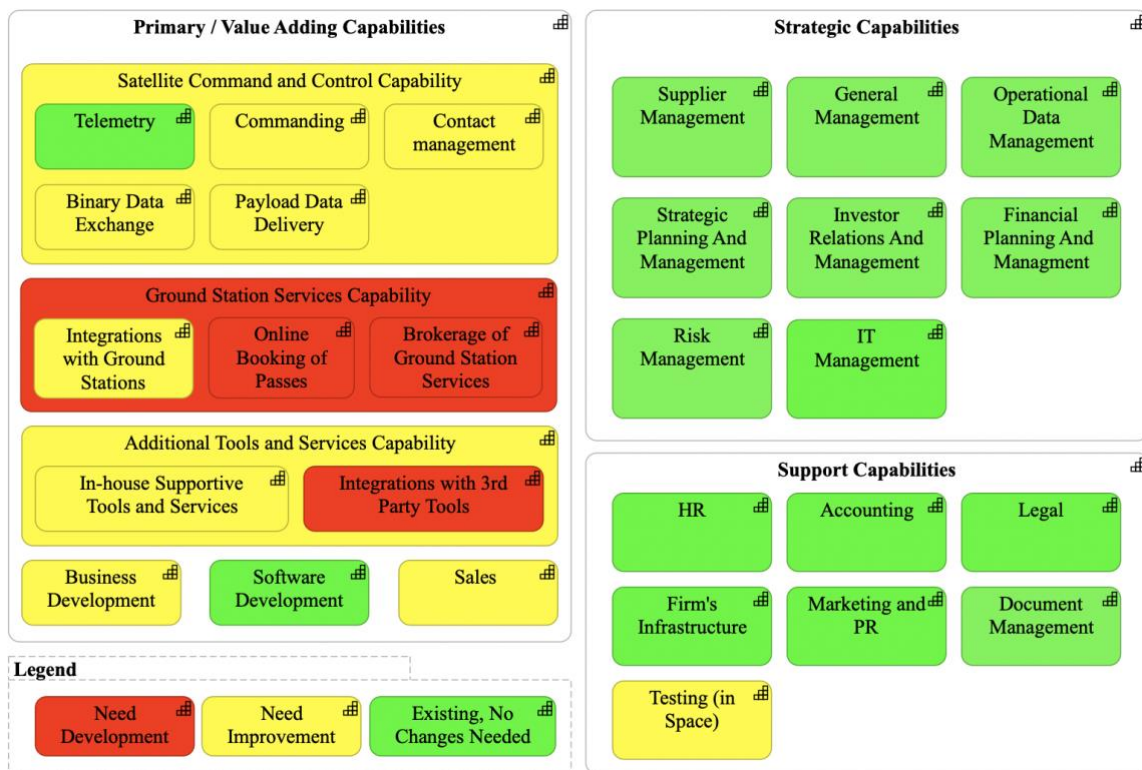 Primary / Value Adding Capabilities
Satellite Command and Control Capability
Telemetry
Commanding
Contact
management
Binary Data
Exchange
Payload Data
Delivery
Ground Station Services Capability
Integrations
with Ground
Stations
Online
Booking of
Passes
Brokerage of
Ground Station
Services
Additional Tools and Services Capability
In-house Supportive
Tools and Services
Integrations with 3rd
Party Tools
Business
Development
Software
Development
Sales
Legend
Need
Development
Need
Improvement
Existing, No
Changes Needed
Strategic Capabilities
Supplier
Management
General
Management
Operational
Data
Management
Strategic
Planning And
Management
Investor
Relations And
Management
Financial
Planning And
Managment
Risk
Management
IT
Management
Support Capabilities
HR
Accounting
Legal
Firm's
Infrastructure
Marketing and
PR
Document
Management
Testing (in
Space)